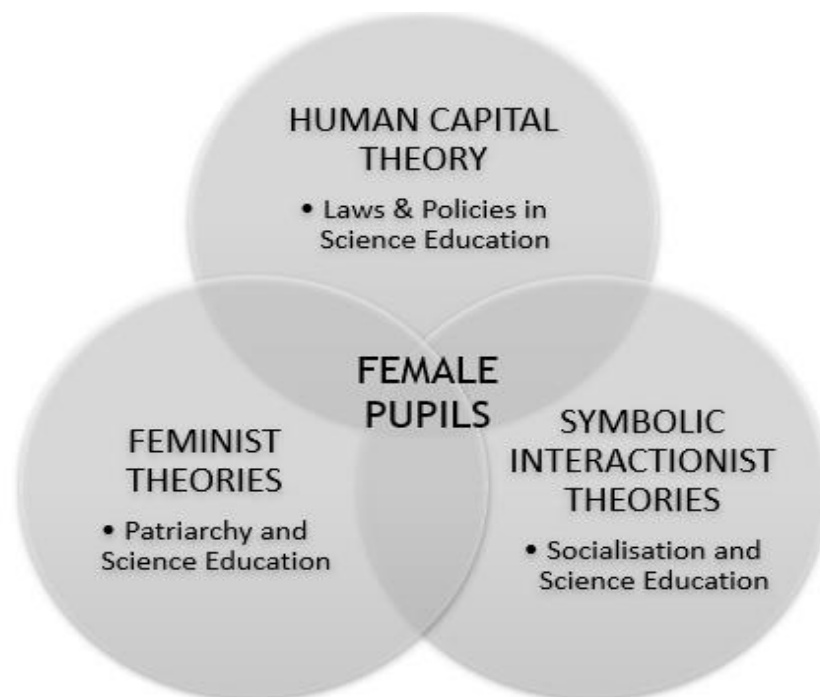 HUMAN CAPITAL
THEORY
• Laws & Policies in
Science Education
FEMALE
PUPILS
FEMINIST
THEORIES
• Patriarchy and
Science Education
SYMBOLIC
INTERACTIONIST
THEORIES
• Socialisation and
Science Education